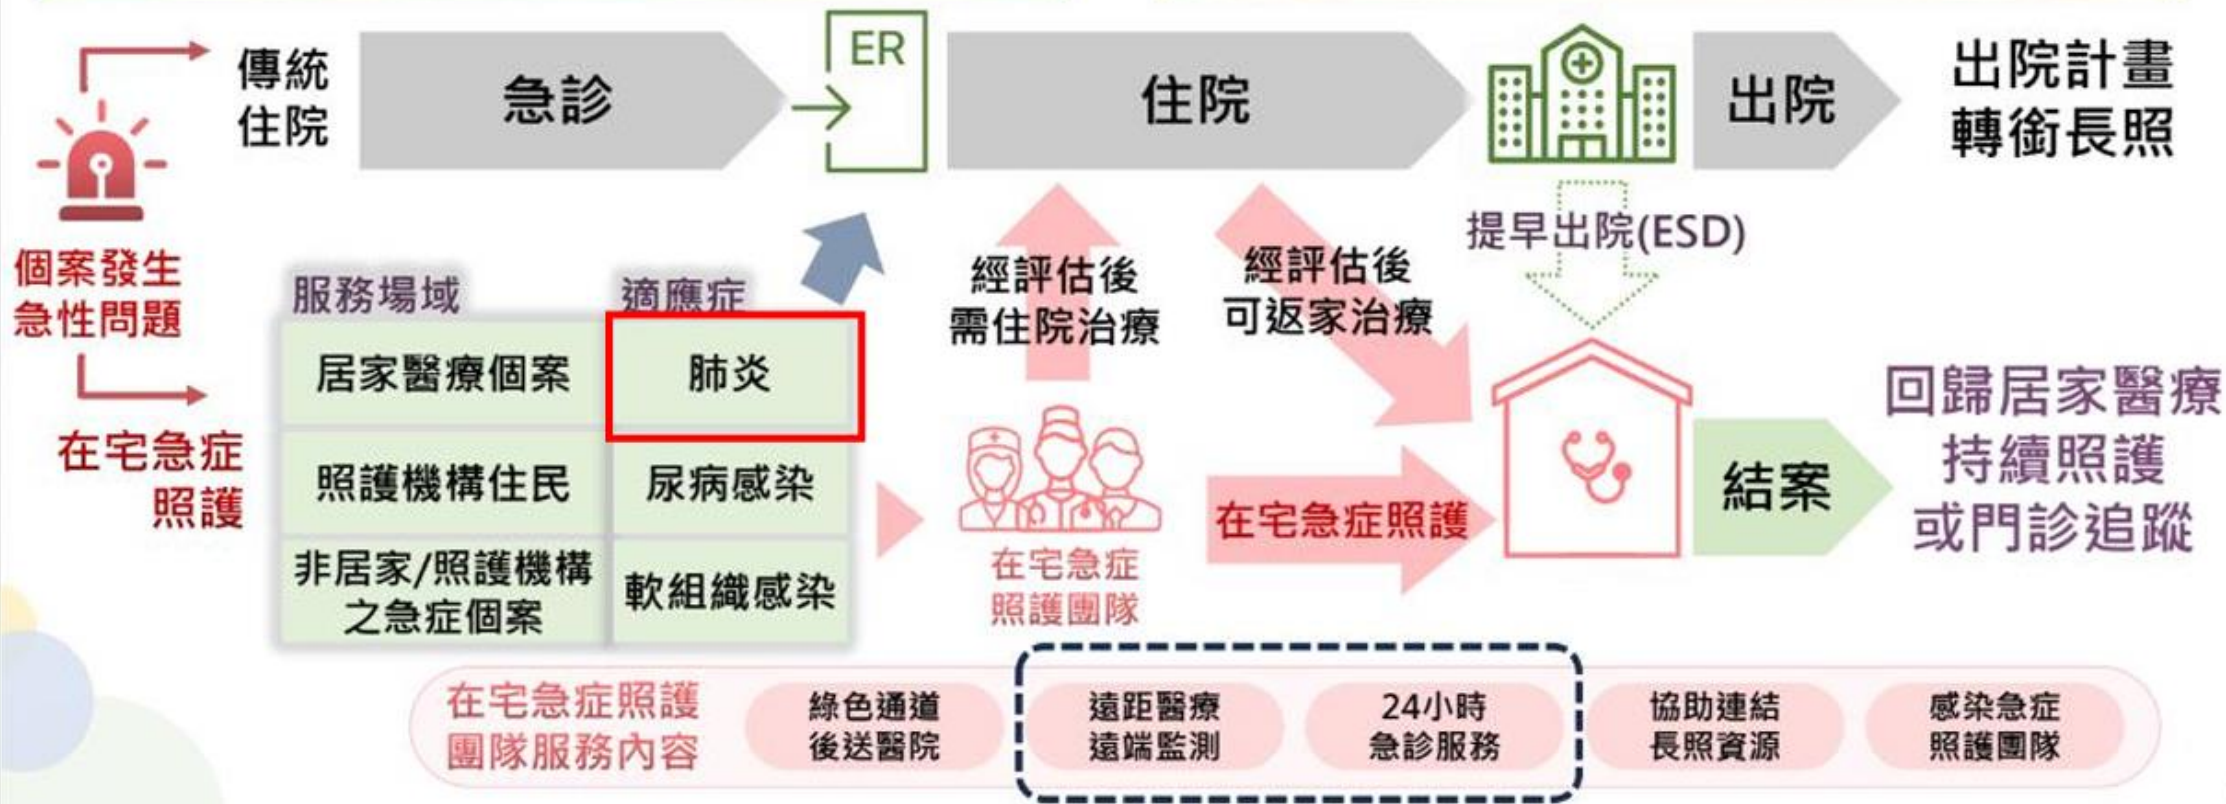 傳統
住院
急診
ER
住院
出院
出院計畫
轉銜長照
個案發生
急性問題
在宅急症
照護
服務場域
適應症
居家醫療個案
肺炎
照護機構住民
尿病感染
非居家/照護機構
之急症個案
軟組織感染
經評估後
需住院治療
經評估後
可返家治療
提早出院(ESD)
在宅急症
照護團隊
在宅急症照護
結案
回歸居家醫療
持續照護
或門診追蹤
在宅急症照護
團隊服務內容
綠色通道
後送醫院
遠距醫療
遠端監測
24小時
急診服務
協助連結
長照資源
感染急症
照護團隊